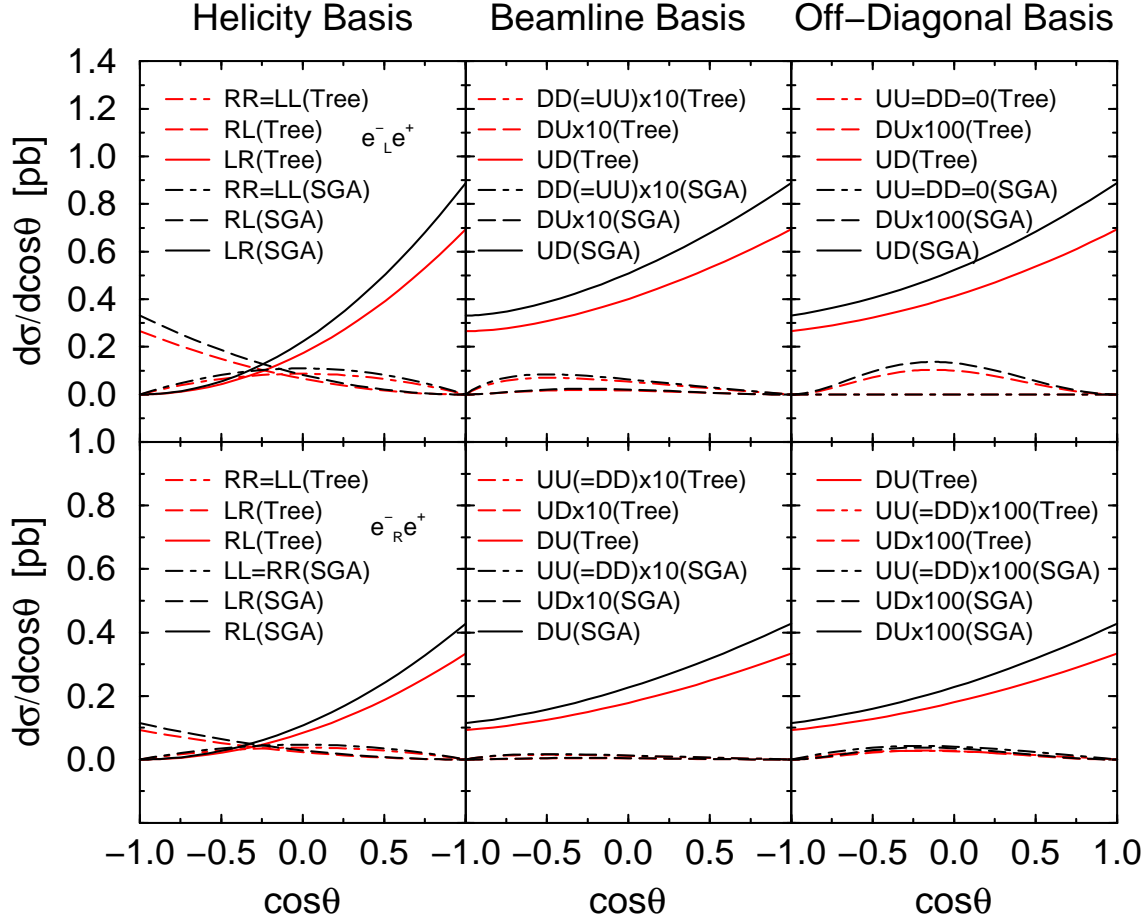 Helicity Basis Beamline Basis Off−Diagonal Basis
1.4
1.2
1.0
0.8
0.6
0.4
0.2
0.0
dσ/dcosθ [pb]
RR=LL(Tree)
RL(Tree)
LR(Tree)
RR=LL(SGA)
RL(SGA)
LR(SGA)
e⁻_L e⁺
DD(=UU)x10(Tree)
DUx10(Tree)
UD(Tree)
DD(=UU)x10(SGA)
DUx10(SGA)
UD(SGA)
UU=DD=0(Tree)
DUx100(Tree)
UD(Tree)
UU=DD=0(SGA)
DUx100(SGA)
UD(SGA)
1.0
0.8
0.6
0.4
0.2
0.0
dσ/dcosθ [pb]
RR=LL(Tree)
LR(Tree)
RL(Tree)
LL=RR(SGA)
LR(SGA)
RL(SGA)
e⁻_R e⁺
UU(=DD)x10(Tree)
UDx10(Tree)
DU(Tree)
UU(=DD)x10(SGA)
UDx10(SGA)
DU(SGA)
DU(Tree)
UU(=DD)x100(Tree)
UDx100(Tree)
UU(=DD)x100(SGA)
UDx100(SGA)
DUx100(SGA)
−1.0 −0.5 0.0 0.5 −1.0 −0.5 0.0 0.5 −1.0 −0.5 0.0 0.5 1.0
cosθ cosθ cosθ